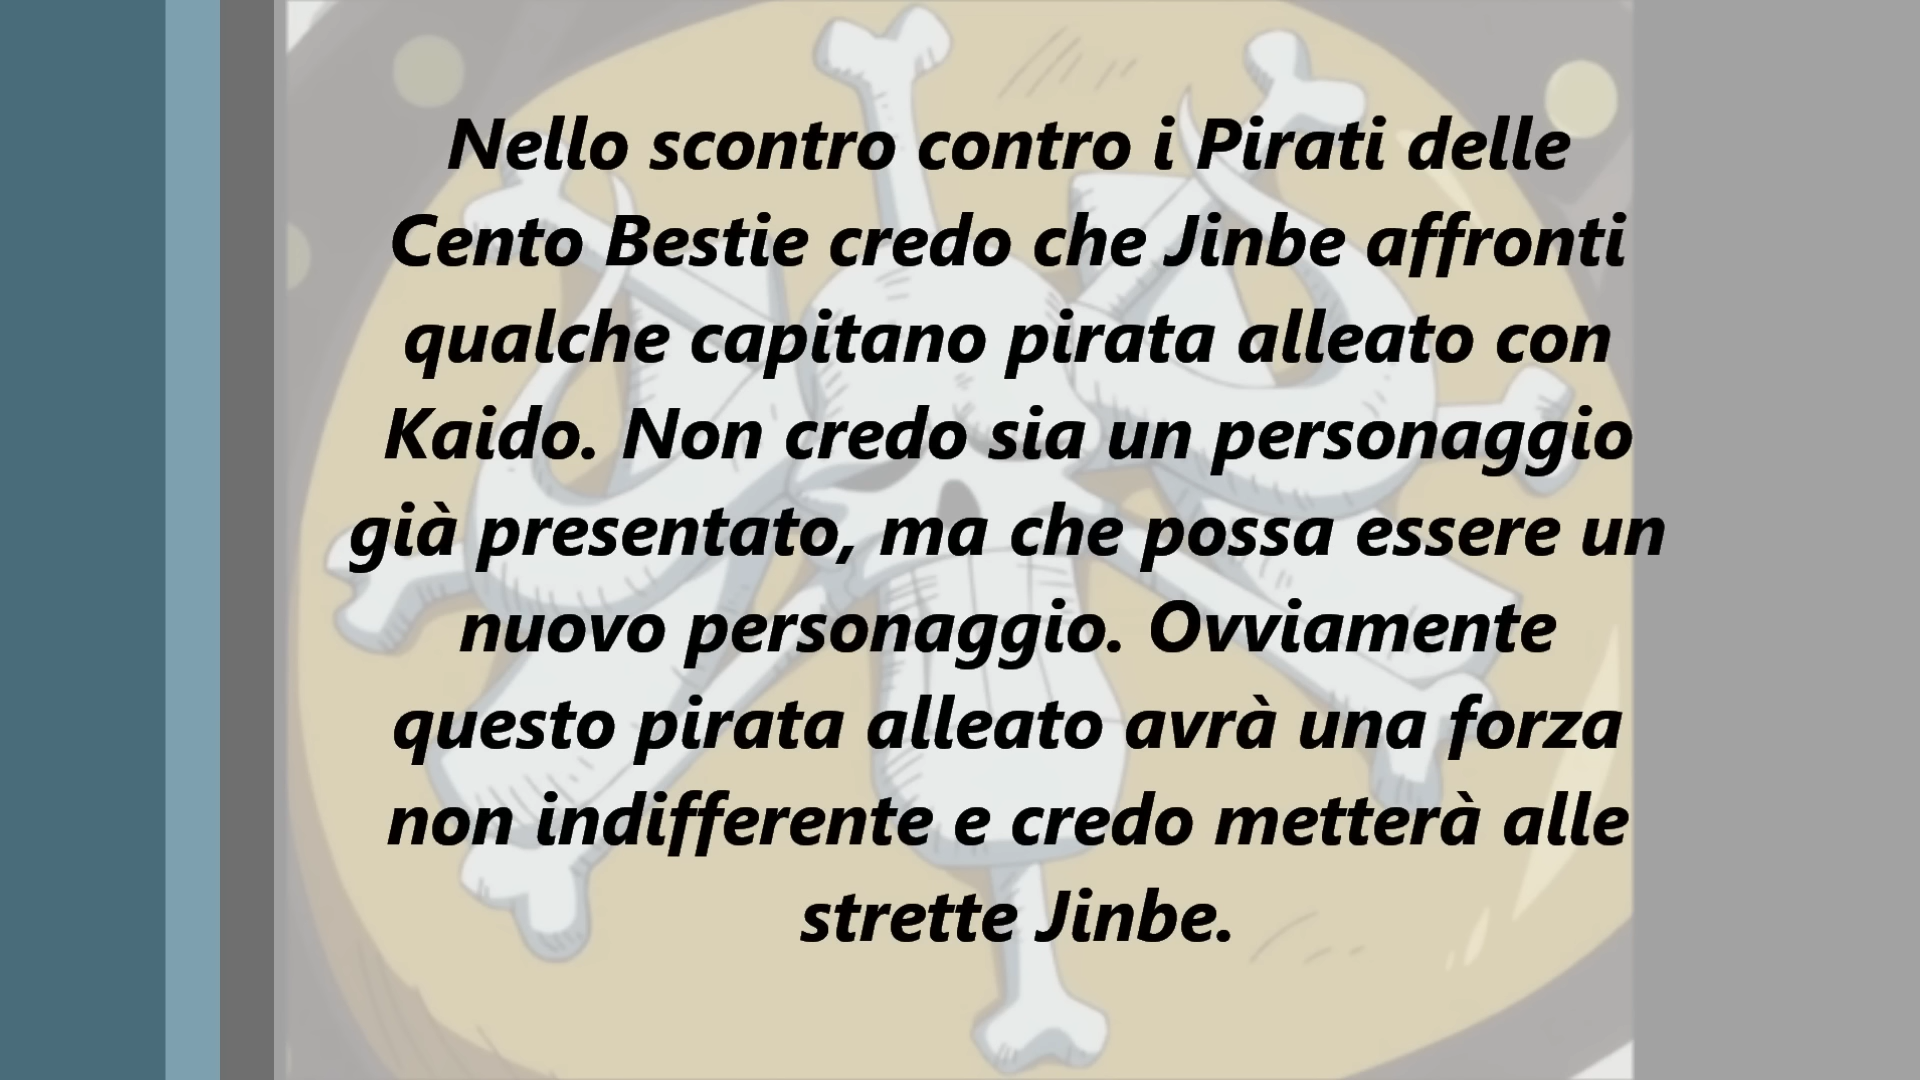 Nello scontro contro i Pirati delle
Cento Bestie credo che Jinbe affronti
qualche capitano pirata alleato con
Kaido. Non credo sia un personaggio
già presentato, ma che possa essere un
nuovo personaggio. Ovviamente
questo pirata alleato avrà una forza
non indifferente e credo metterà alle
strette Jinbe.